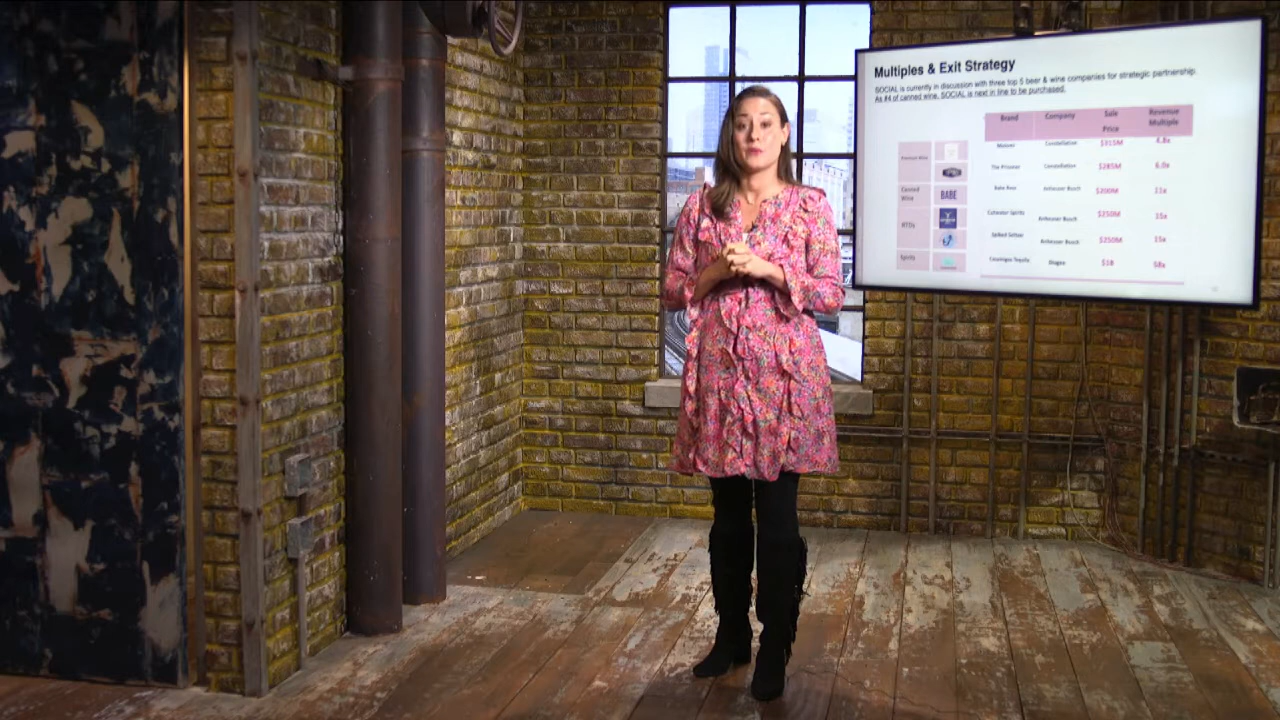 Multiples & Exit Strategy
SOCIAL is currently in discussion with three top 5 beer & wine companies for strategic partnership.
As #4 of canned wine, SOCIAL is next in line to be purchased.
Brand Company Sale Price Revenue Multiple
Meiomi Constellation $315M 4.8x
Premium Wine
The Prisoner Constellation $285M 6.0x
Canned Wine BABE Babe Rose Anheuser Busch $200M 11x
RTDs
Cutwater Spirits Anheuser Busch $250M 15x
Spiked Seltzer Anheuser Busch $250M 15x
Spirits Casamigos Tequila Diageo $1B 58x